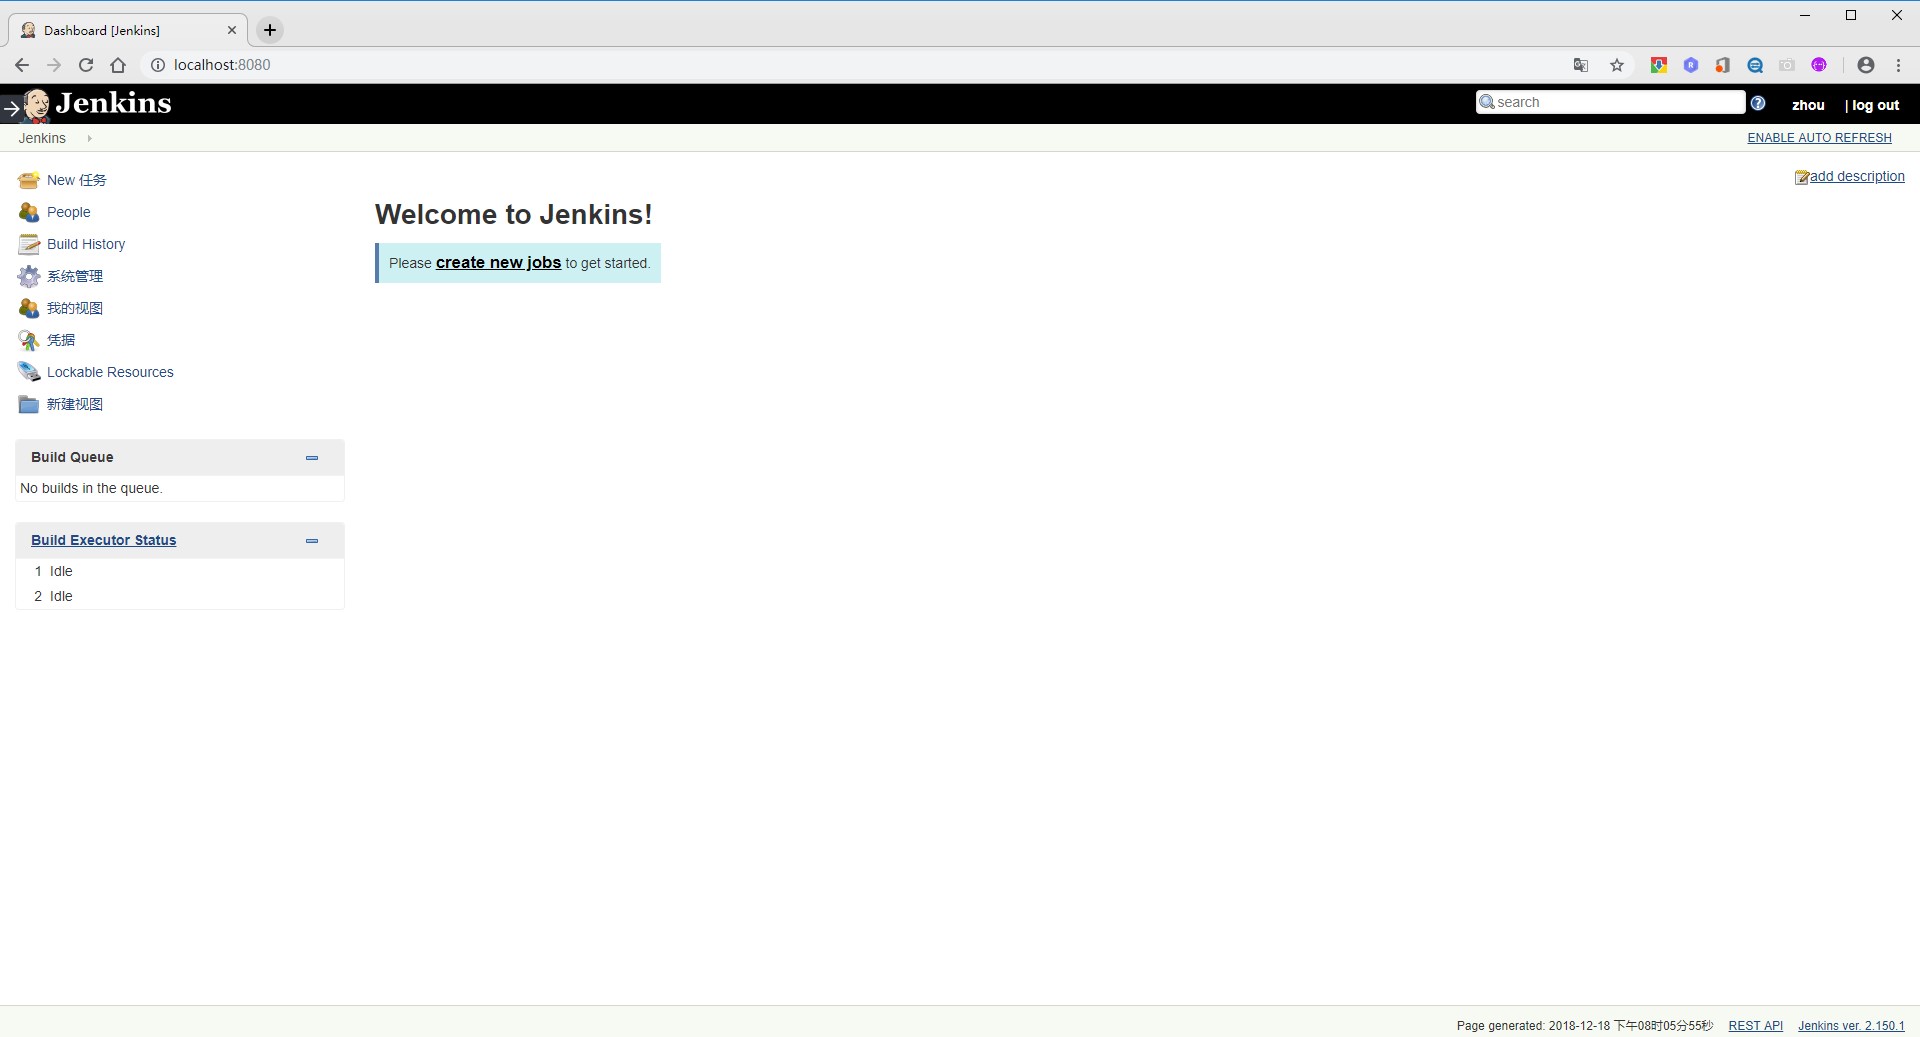 Dashboard [Jenkins]
localhost:8080
Jenkins
search
zhou
| log out
Jenkins
ENABLE AUTO REFRESH
New 任务
People
Build History
系统管理
我的视图
凭据
Lockable Resources
新建视图
add description
Welcome to Jenkins!
Please create new jobs to get started.
Build Queue
No builds in the queue.
Build Executor Status
1 Idle
2 Idle
Page generated: 2018-12-18 下午08时05分55秒 REST API Jenkins ver. 2.150.1